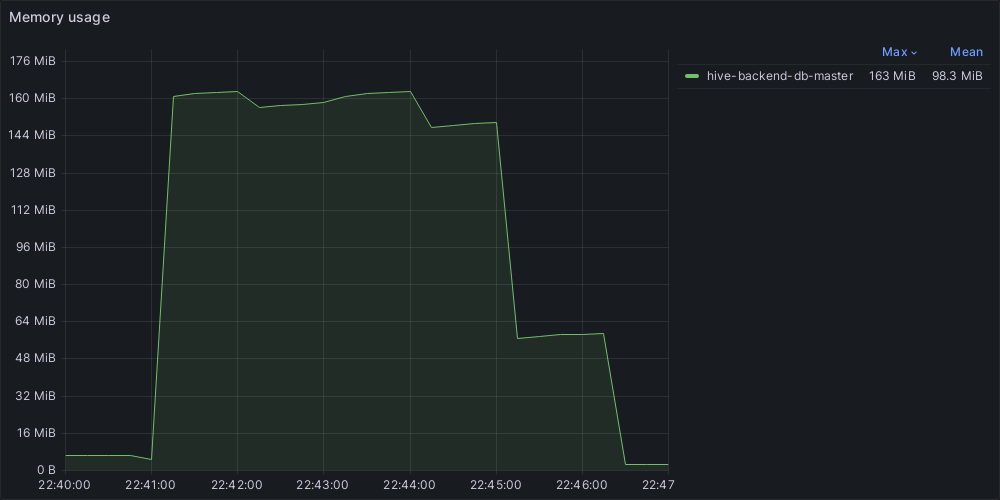 Memory usage
Max Mean
hive-backend-db-master 163 MiB 98.3 MiB
176 MiB
160 MiB
144 MiB
128 MiB
112 MiB
96 MiB
80 MiB
64 MiB
48 MiB
32 MiB
16 MiB
0 B
22:40:00 22:41:00 22:42:00 22:43:00 22:44:00 22:45:00 22:46:00 22:47